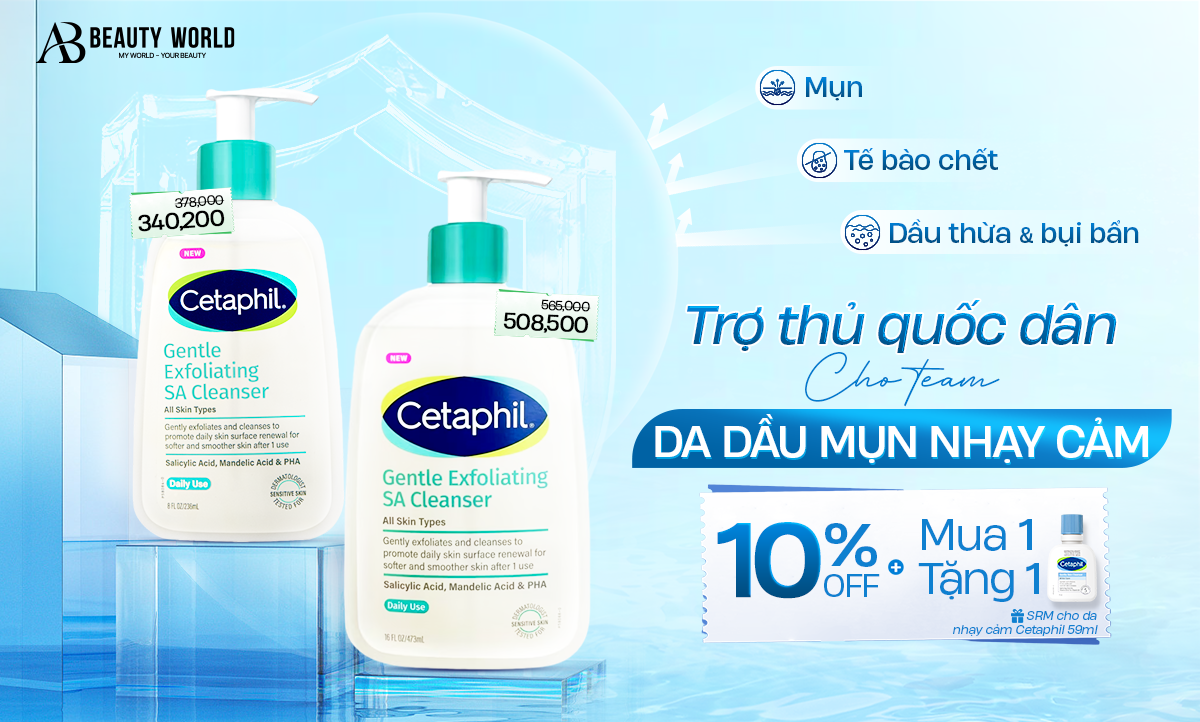 AB BEAUTY WORLD
MY WORLD - YOUR BEAUTY
Mụn
Tế bào chết
Dầu thừa & bụi bẩn
378,000
340,200
NEW
Cetaphil®
Gentle
Exfoliating
SA Cleanser
All Skin Types
Gently exfoliates and cleanses to
promote daily skin surface renewal for
softer and smoother skin after 1 use
Salicylic Acid, Mandelic Acid & PHA
Daily Use
DERMATOLOGIST
SENSITIVE SKIN
TESTED FOR
8 FL OZ/236mL
565,000
508,500
NEW
Cetaphil®
Gentle Exfoliating
SA Cleanser
All Skin Types
Gently exfoliates and cleanses to
promote daily skin surface renewal for
softer and smoother skin after 1 use
Salicylic Acid, Mandelic Acid & PHA
Daily Use
DERMATOLOGIST
SENSITIVE SKIN
TESTED FOR
16 FL OZ/473mL
Trợ thủ quốc dân
Cho team
DA DẦU MỤN NHẠY CẢM
10% OFF
+
Mua 1
Tặng 1
Cetaphil
SRM cho da
nhạy cảm Cetaphil 59ml